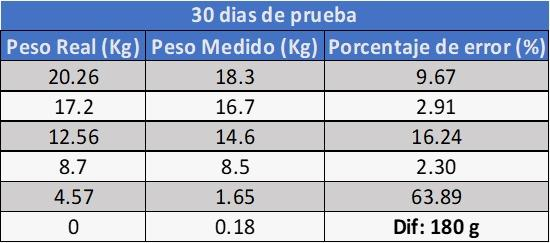 30 dias de prueba
Peso Real (Kg) Peso Medido (Kg) Porcentaje de error (%)
20.26 18.3 9.67
17.2 16.7 2.91
12.56 14.6 16.24
8.7 8.5 2.30
4.57 1.65 63.89
0 0.18 Dif: 180 g